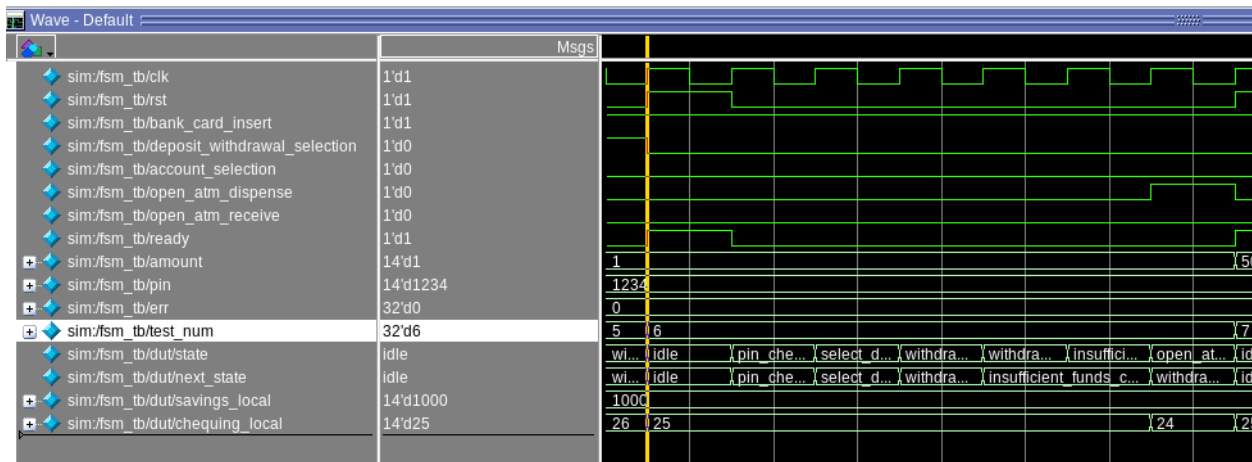 Wave - Default
Msgs
sim:/fsm_tb/clk 1'd1
sim:/fsm_tb/rst 1'd1
sim:/fsm_tb/bank_card_insert 1'd1
sim:/fsm_tb/deposit_withdrawal_selection 1'd0
sim:/fsm_tb/account_selection 1'd0
sim:/fsm_tb/open_atm_dispense 1'd0
sim:/fsm_tb/open_atm_receive 1'd0
sim:/fsm_tb/ready 1'd1
sim:/fsm_tb/amount 14'd1 1 50
sim:/fsm_tb/pin 14'd1234 1234
sim:/fsm_tb/err 32'd0 0
sim:/fsm_tb/test_num 32'd6 5 6 7
sim:/dut/state idle wi... idle pin_che... select_d... withdra... withdra... insuffici... open_at... id
sim:/fsm_tb/dut/next_state idle wi... idle pin_che... select_d... withdra... insufficient_funds_c... withdra... id
sim:/fsm_tb/dut/savings_local 14'd1000 1000
sim:/fsm_tb/dut/chequing_local 14'd25 26 25 24 25